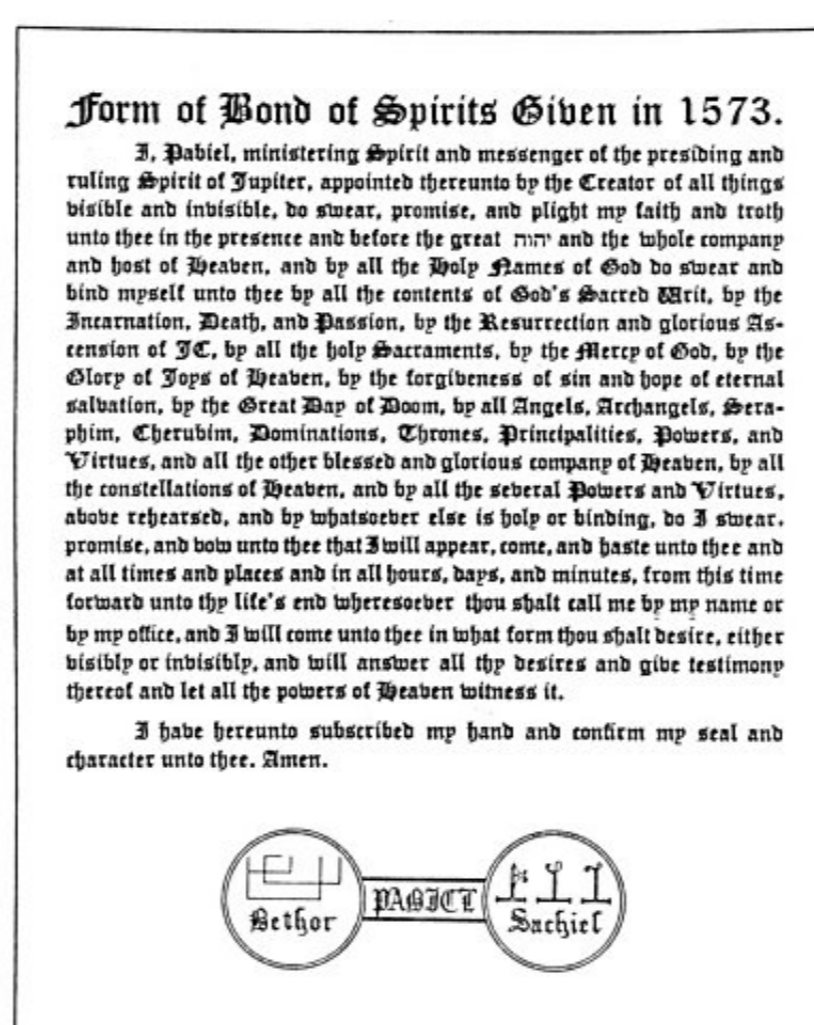 Form of Bond of Spirits Given in 1573.
I, Pabiel, ministering Spirit and messenger of the presiding and
ruling Spirit of Jupiter, appointed thereunto by the Creator of all things
visible and invisible, do swear, promise, and plight my faith and troth
unto thee in the presence and before the great יהוה and the whole company
and host of Heaven, and by all the Holy Names of God do swear and
bind myself unto thee by all the contents of God's Sacred Writ, by the
Incarnation, Death, and Passion, by the Resurrection and glorious As-
cension of JC, by all the holy Sacraments, by the Mercy of God, by the
Glory of Joys of Heaven, by the forgiveness of sin and hope of eternal
salvation, by the Great Day of Doom, by all Angels, Archangels, Sera-
phim, Cherubim, Dominations, Thrones, Principalities, Powers, and
Virtues, and all the other blessed and glorious company of Heaven, by all
the constellations of Heaven, and by all the several Powers and Virtues,
above rehearsed, and by whatsoever else is holy or binding, do I swear,
promise, and vow unto thee that I will appear, come, and haste unto thee and
at all times and places and in all hours, days, and minutes, from this time
forward unto thy life's end wheresoever thou shalt call me by my name or
by my office, and I will come unto thee in what form thou shalt desire, either
visibly or invisibly, and will answer all thy desires and give testimony
thereof and let all the powers of Heaven witness it.
I have hereunto subscribed my hand and confirm my seal and
character unto thee. Amen.
Bethor PABIEL Sachiel